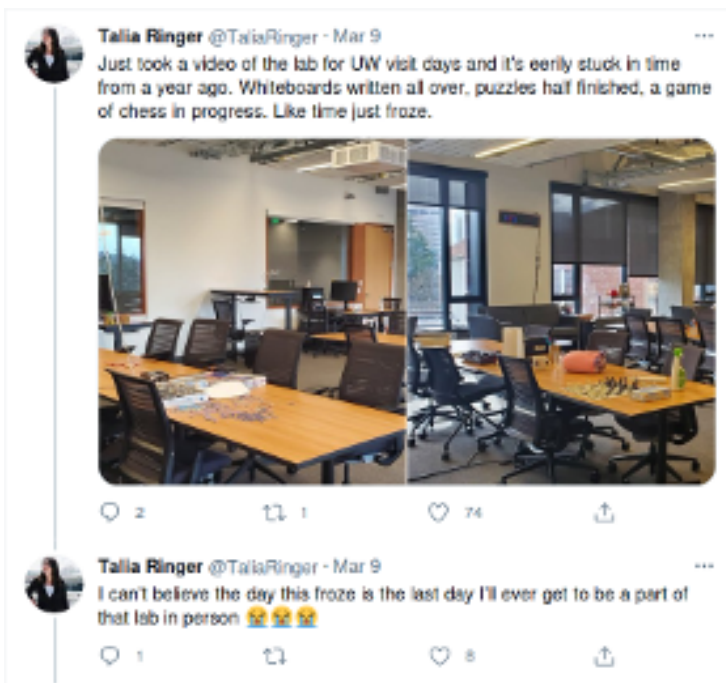 Talia Ringer @TaliaRinger · Mar 9
Just took a video of the lab for UW visit days and it's eerily stuck in time
from a year ago. Whiteboards written all over, puzzles half finished, a game
of chess in progress. Like time just froze.
2 1 74
Talia Ringer @TaliaRinger · Mar 9
I can't believe the day this froze is the last day I'll ever get to be a part of
that lab in person 😭😭😭
1 8